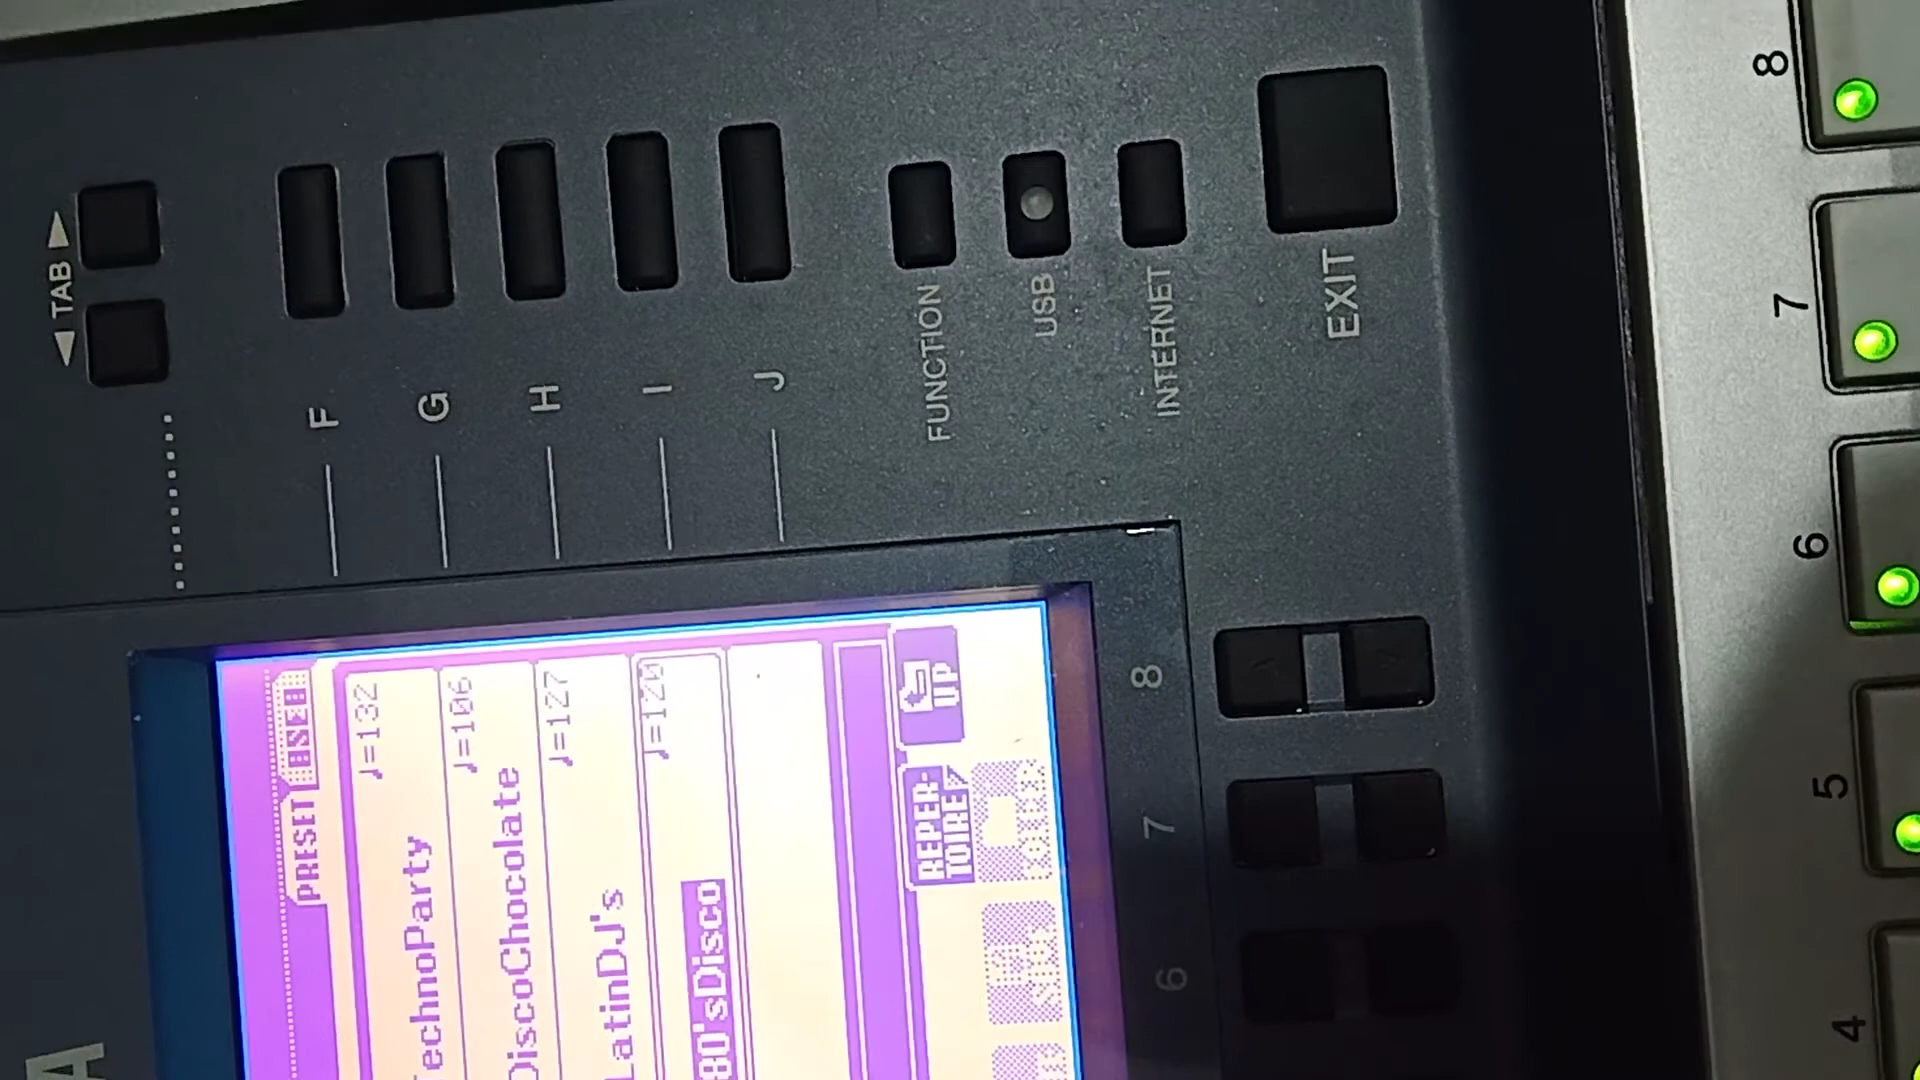 ◀ TAB ▶
F
G
H
I
J
FUNCTION
USB
INTERNET
EXIT
PRESET USER
♩=132
TechnoParty
♩=106
DiscoChocolate
♩=127
LatinDJ's
♩=120
80'sDisco
REPER-
TOIRE
UP
6 7 8
4 5 6 7 8
A